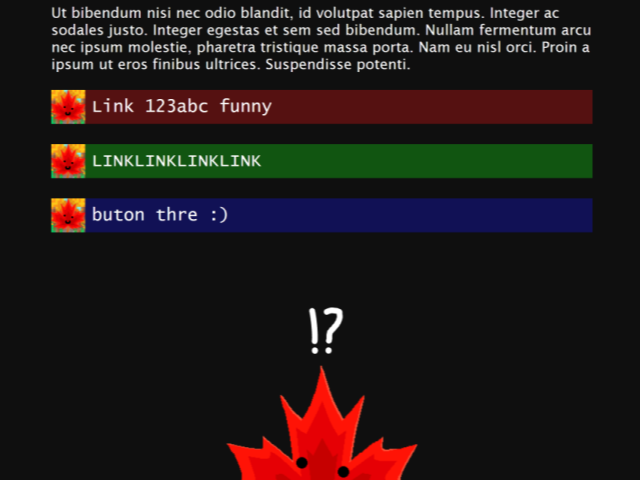 Ut bibendum nisi nec odio blandit, id volutpat sapien tempus. Integer ac
sodales justo. Integer egestas et sem sed bibendum. Nullam fermentum arcu
nec ipsum molestie, pharetra tristique massa porta. Nam eu nisl orci. Proin a
ipsum ut eros finibus ultrices. Suspendisse potenti.
Link 123abc funny
LINKLINKLINKLINK
buton thre :)
!?